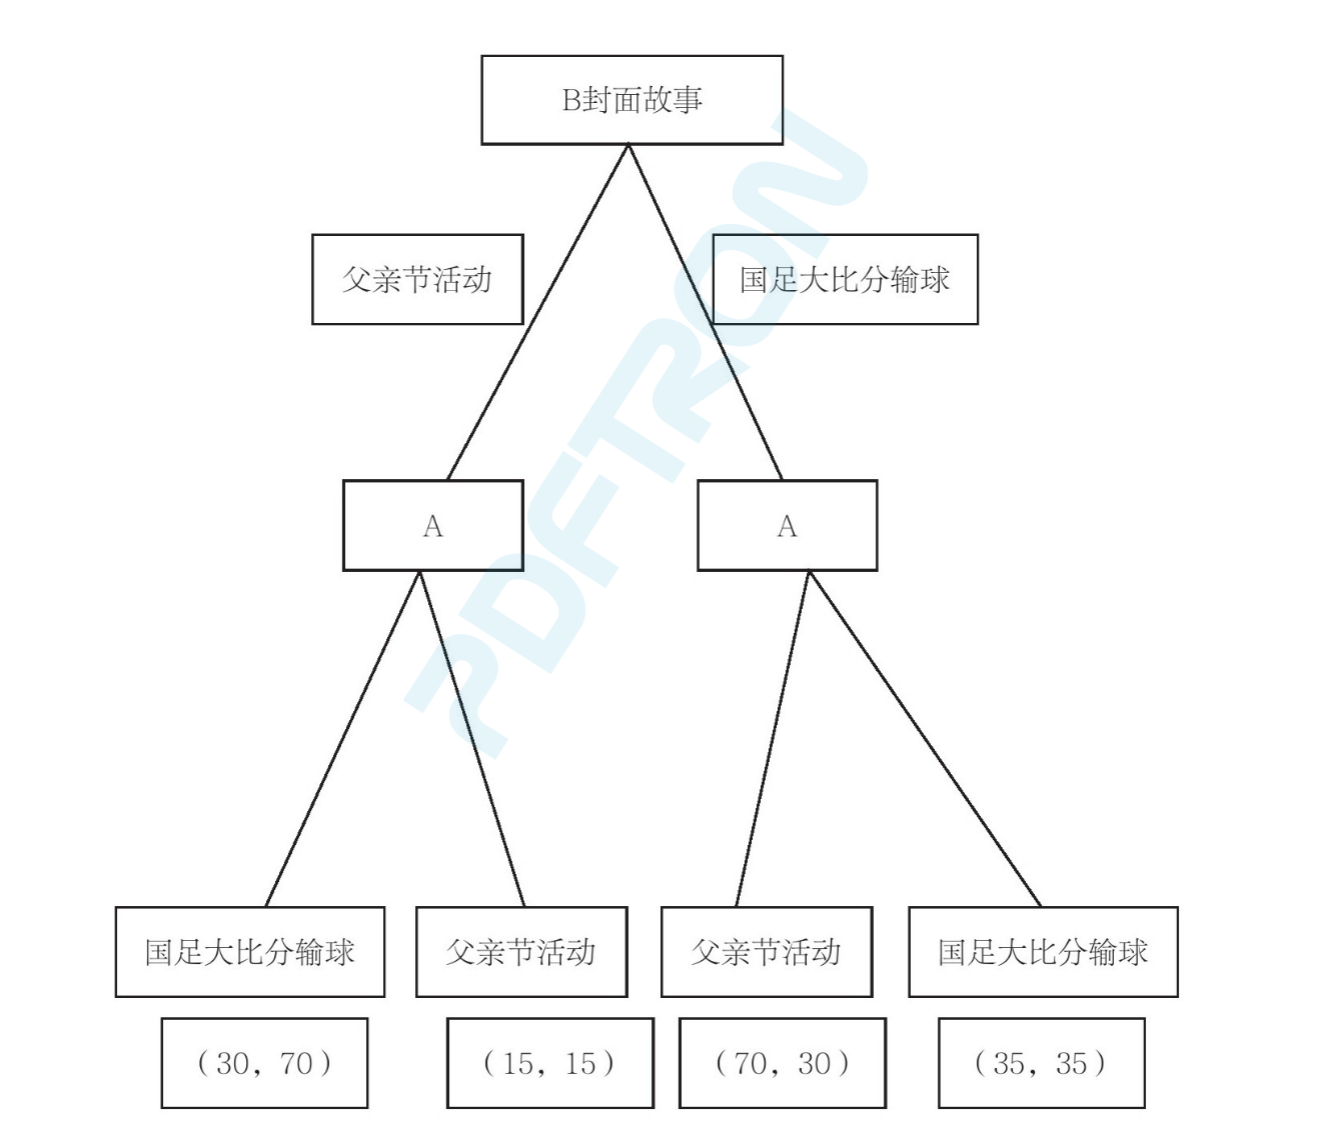 B封面故事
父亲节活动
国足大比分输球
A
A
国足大比分输球
父亲节活动
父亲节活动
国足大比分输球
(30, 70)
(15, 15)
(70, 30)
(35, 35)
PDFTRON